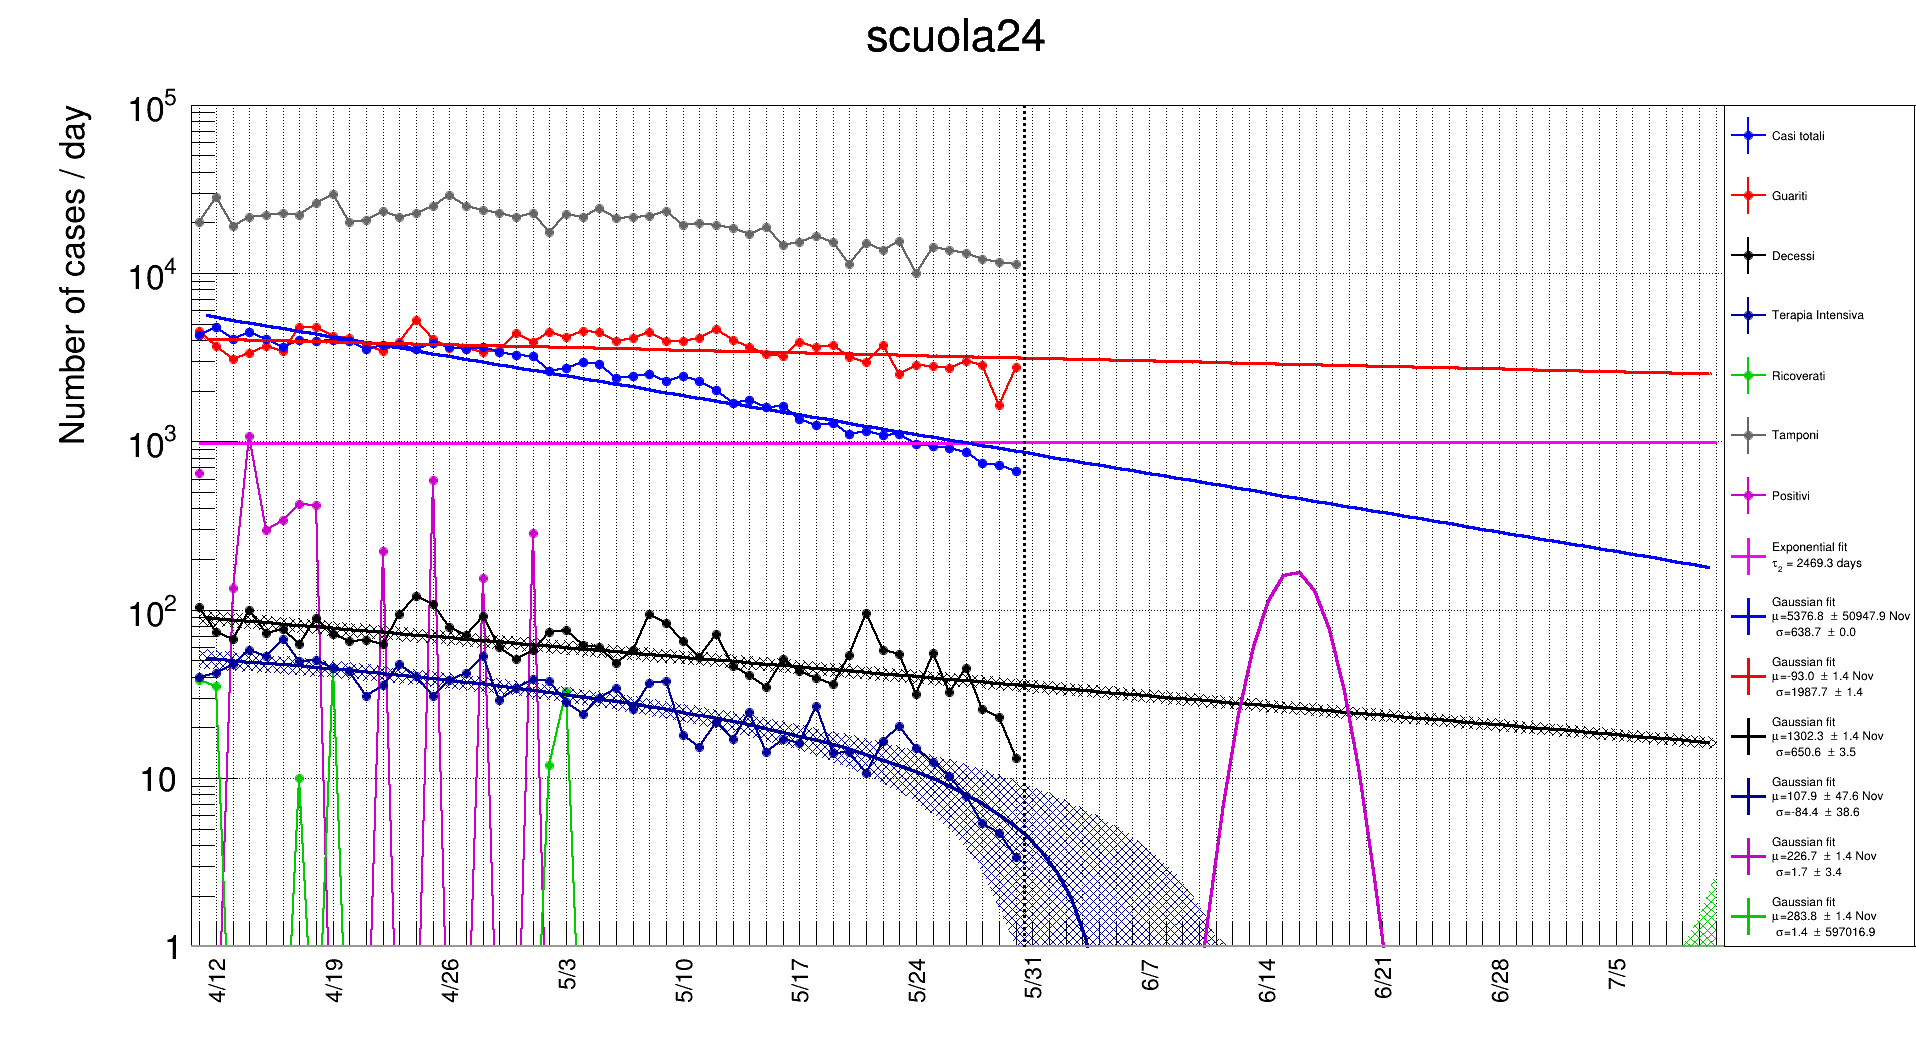 scuola24
Number of cases / day
10^5
10^4
10^3
10^2
10
1
4/12
4/19
4/26
5/3
5/10
5/17
5/24
5/31
6/7
6/14
6/21
6/28
7/5
Casi totali
Guariti
Decessi
Terapia Intensiva
Ricoverati
Tamponi
Positivi
Exponential fit
τ_2 = 2469.3 days
Gaussian fit
μ=5376.8 ± 50947.9 Nov
σ=638.7 ± 0.0
Gaussian fit
μ=-93.0 ± 1.4 Nov
σ=1987.7 ± 1.4
Gaussian fit
μ=1302.3 ± 1.4 Nov
σ=650.6 ± 3.5
Gaussian fit
μ=107.9 ± 47.6 Nov
σ=-84.4 ± 38.6
Gaussian fit
μ=226.7 ± 1.4 Nov
σ=1.7 ± 3.4
Gaussian fit
μ=283.8 ± 1.4 Nov
σ=1.4 ± 597016.9